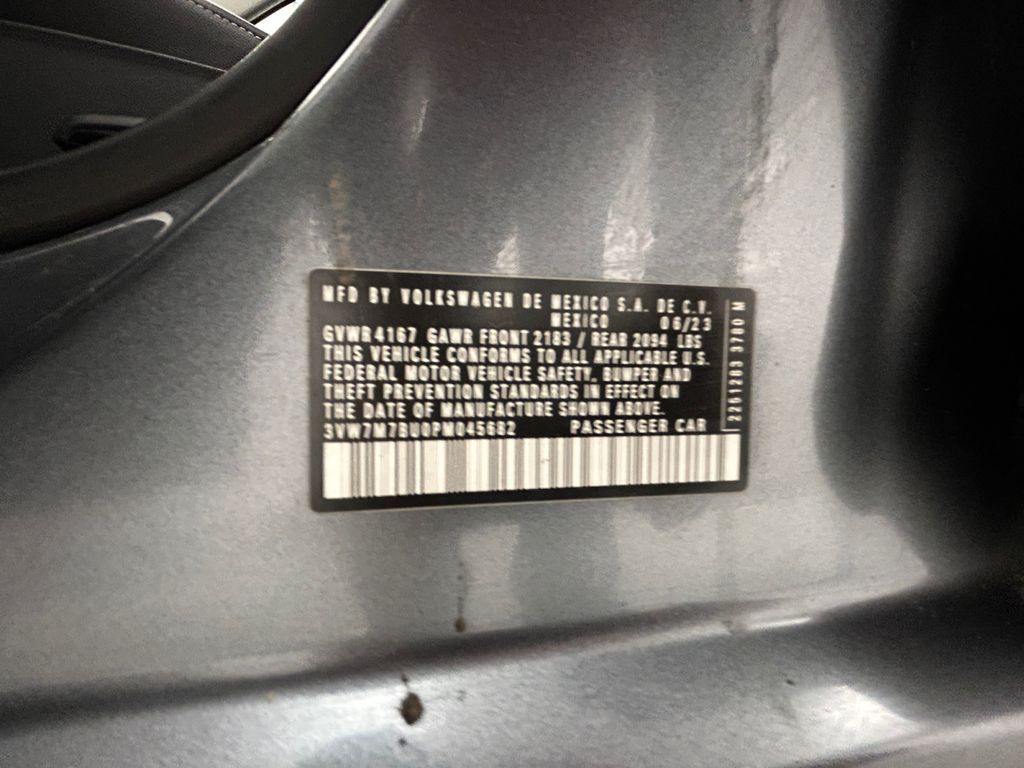 MFD BY VOLKSWAGEN DE MEXICO S.A. DE C.V.
MEXICO 06/23
GVWR 4167 GAWR FRONT 2183 / REAR 2094 LBS
THIS VEHICLE CONFORMS TO ALL APPLICABLE U.S.
FEDERAL MOTOR VEHICLE SAFETY, BUMPER AND
THEFT PREVENTION STANDARDS IN EFFECT ON
THE DATE OF MANUFACTURE SHOWN ABOVE.
3VW7M7BU0PM045682 PASSENGER CAR
2261203 3780 M